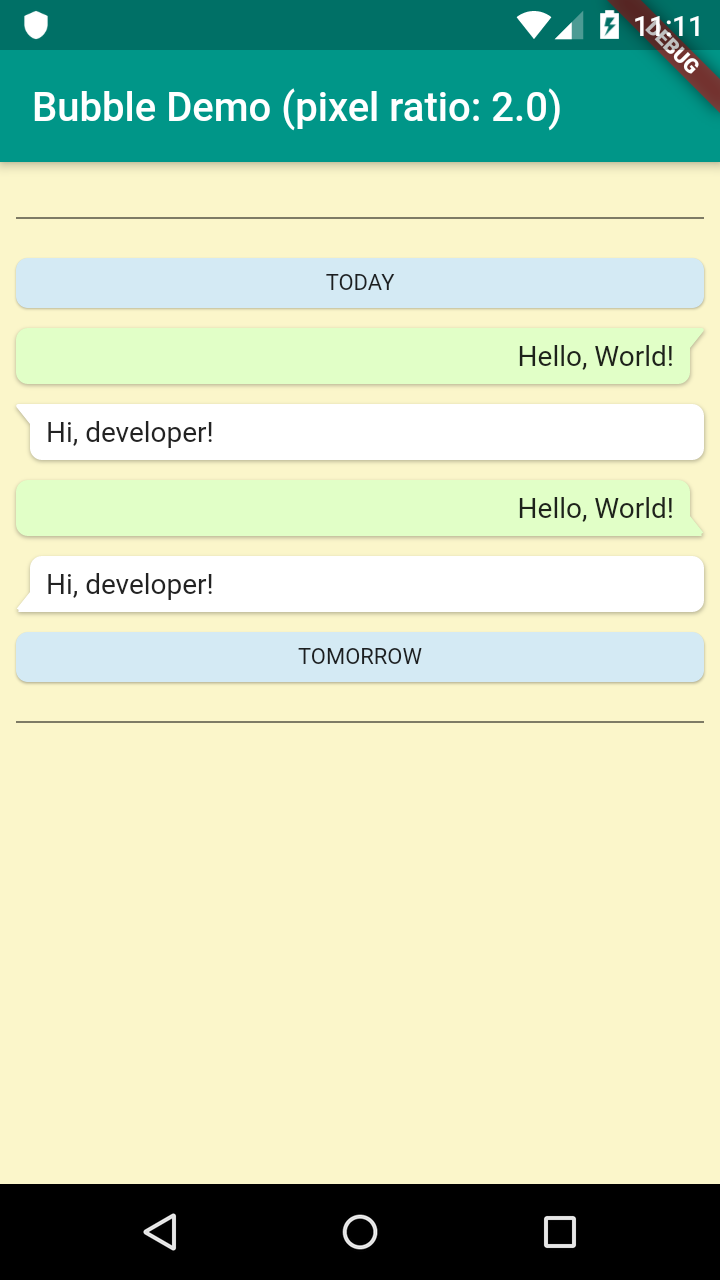 11:11
DEBUG
Bubble Demo (pixel ratio: 2.0)
TODAY
Hello, World!
Hi, developer!
Hello, World!
Hi, developer!
TOMORROW